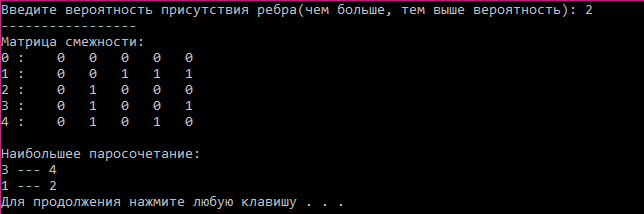 Введите вероятность присутствия ребра(чем больше, тем выше вероятность): 2
-----------------
Матрица смежности:
0 :    0    0    0    0    0
1 :    0    0    1    1    1
2 :    0    1    0    0    0
3 :    0    1    0    0    1
4 :    0    1    0    1    0
Наибольшее паросочетание:
3 --- 4
1 --- 2
Для продолжения нажмите любую клавишу . . .